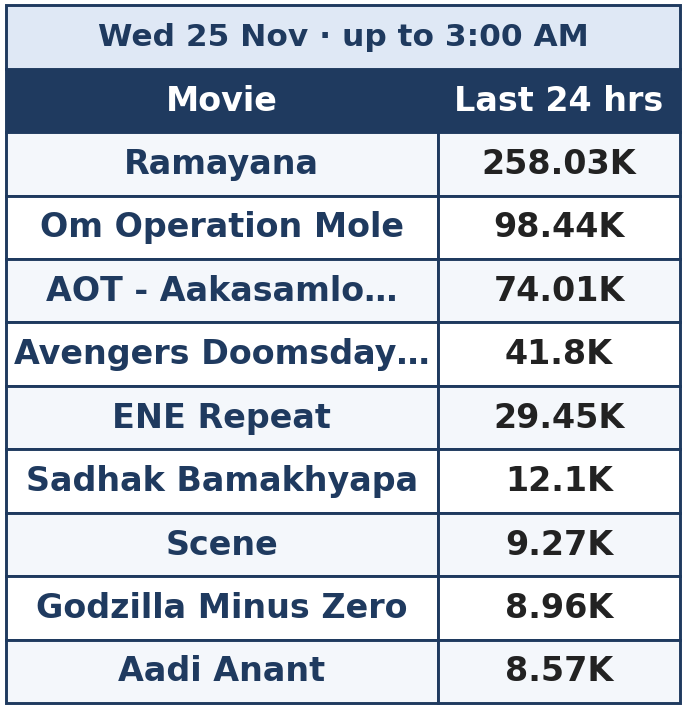 Wed 25 Nov · up to 3:00 AM
Movie Last 24 hrs
Ramayana 258.03K
Om Operation Mole 98.44K
AOT - Aakasamlo... 74.01K
Avengers Doomsday... 41.8K
ENE Repeat 29.45K
Sadhak Bamakhyapa 12.1K
Scene 9.27K
Godzilla Minus Zero 8.96K
Aadi Anant 8.57K